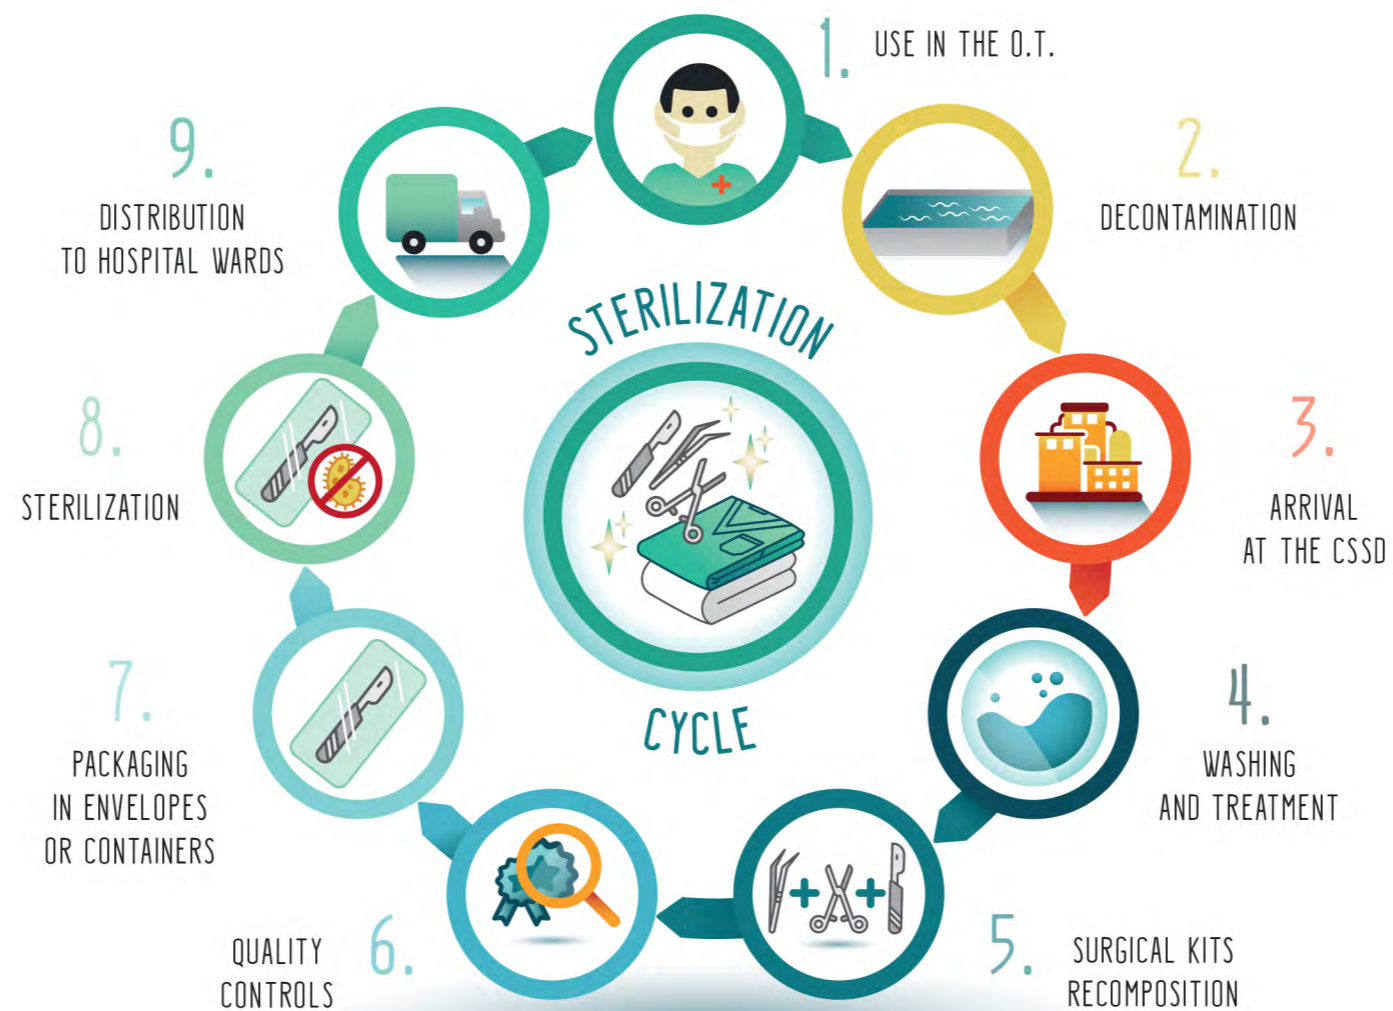 1. USE IN THE O.T.
2.
DECONTAMINATION
3.
ARRIVAL
AT THE CSSD
4.
WASHING
AND TREATMENT
5. SURGICAL KITS
RECOMPOSITION
6. QUALITY
CONTROLS
7.
PACKAGING
IN ENVELOPES
OR CONTAINERS
8.
STERILIZATION
9.
DISTRIBUTION
TO HOSPITAL WARDS
STERILIZATION
CYCLE